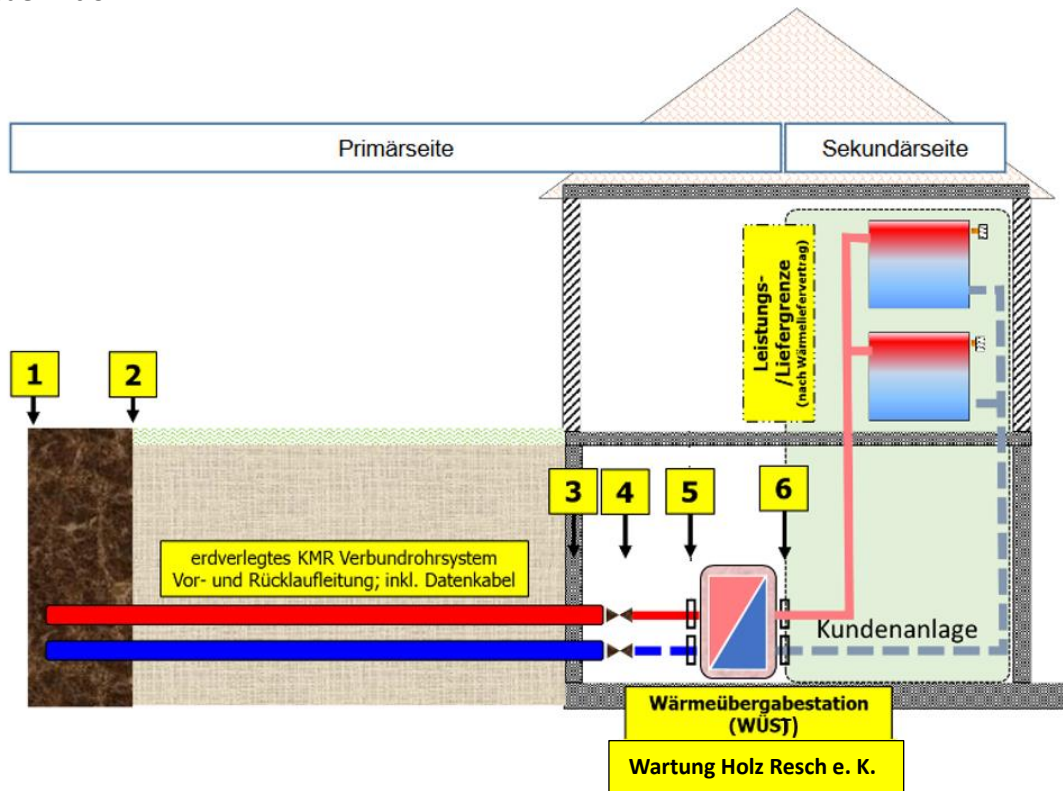 Primärseite
Sekundärseite
Leistungs-
/Liefergrenze
(nach Wärmeliefervertrag)
1
2
3
4
5
6
erdverlegtes KMR Verbundrohrsystem
Vor- und Rücklaufleitung; inkl. Datenkabel
Kundenanlage
Wärmeübergabestation
(WÜST)
Wartung Holz Resch e. K.